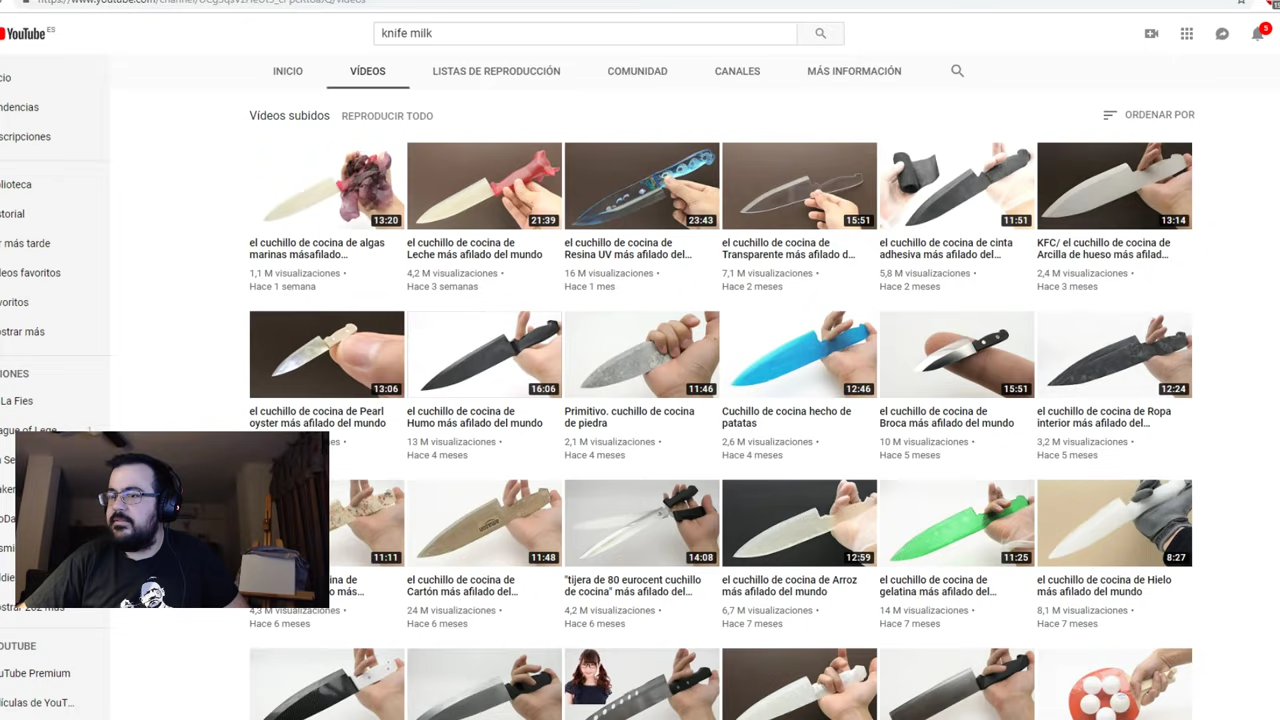 YouTube ES
knife milk
5
INICIO
VÍDEOS
LISTAS DE REPRODUCCIÓN
COMUNIDAD
CANALES
MÁS INFORMACIÓN
Vídeos subidos
REPRODUCIR TODO
ORDENAR POR
cio
ndencias
scripciones
blioteca
storial
r más tarde
deos favoritos
voritos
strar más
IONES
La Fies
ague of Lege
1
OUTUBE
uTube Premium
lículas de YouT...
13:20
21:39
23:43
15:51
11:51
13:14
el cuchillo de cocina de algas
marinas másafilado...
1,1 M visualizaciones •
Hace 1 semana
el cuchillo de cocina de
Leche más afilado del mundo
4,2 M visualizaciones •
Hace 3 semanas
el cuchillo de cocina de
Resina UV más afilado del...
16 M visualizaciones •
Hace 1 mes
el cuchillo de cocina de
Transparente más afilado d...
7,1 M visualizaciones •
Hace 2 meses
el cuchillo de cocina de cinta
adhesiva más afilado del...
5,8 M visualizaciones •
Hace 2 meses
KFC/ el cuchillo de cocina de
Arcilla de hueso más afilad...
2,4 M visualizaciones •
Hace 3 meses
13:06
16:06
11:46
12:46
15:51
12:24
el cuchillo de cocina de Pearl
oyster más afilado del mundo
el cuchillo de cocina de
Humo más afilado del mundo
13 M visualizaciones •
Hace 4 meses
Primitivo. cuchillo de cocina
de piedra
2,1 M visualizaciones •
Hace 4 meses
Cuchillo de cocina hecho de
patatas
2,6 M visualizaciones •
Hace 4 meses
el cuchillo de cocina de
Broca más afilado del mundo
10 M visualizaciones •
Hace 5 meses
el cuchillo de cocina de Ropa
interior más afilado del...
3,2 M visualizaciones •
Hace 5 meses
11:11
11:48
14:08
12:59
11:25
8:27
ina de
más...
4,3 M visualizaciones •
Hace 6 meses
el cuchillo de cocina de
Cartón más afilado del...
24 M visualizaciones •
Hace 6 meses
"tijera de 80 eurocent cuchillo
de cocina" más afilado del...
4,2 M visualizaciones •
Hace 6 meses
el cuchillo de cocina de Arroz
más afilado del mundo
6,7 M visualizaciones •
Hace 7 meses
el cuchillo de cocina de
gelatina más afilado del...
14 M visualizaciones •
Hace 7 meses
el cuchillo de cocina de Hielo
más afilado del mundo
8,1 M visualizaciones •
Hace 7 meses